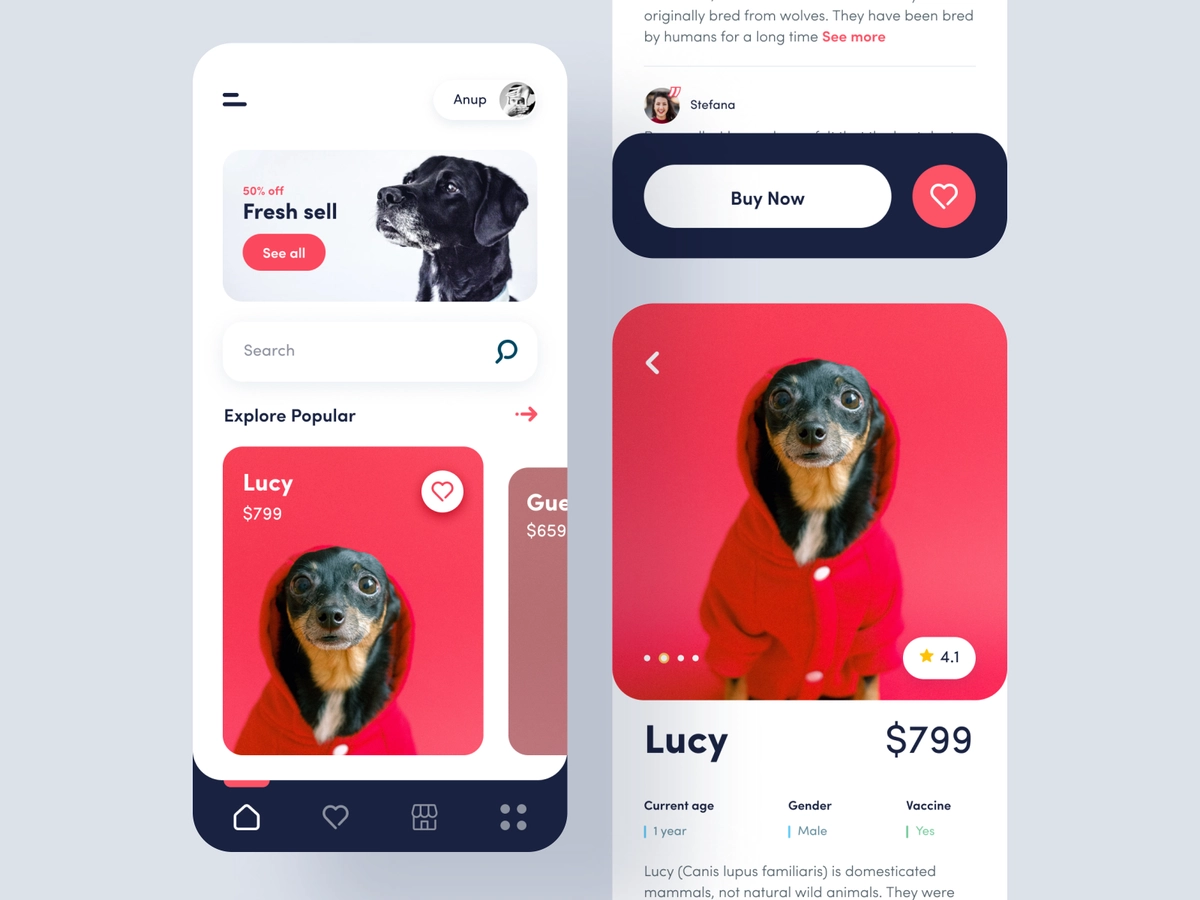 Anup
50% off
Fresh sell
See all
Search
Explore Popular
Lucy
$799
Gue
$659
originally bred from wolves. They have been bred
by humans for a long time See more
Stefana
Buy Now
4.1
Lucy
$799
Current age
Gender
Vaccine
1 year
Male
Yes
Lucy (Canis lupus familiaris) is domesticated
mammals, not natural wild animals. They were